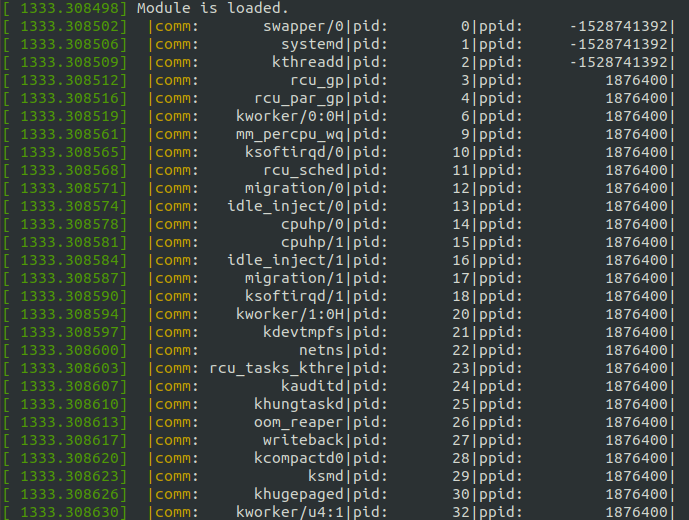 [ 1333.308498] Module is loaded.
[ 1333.308502]  |comm:       swapper/0|pid:        0|ppid:     -1528741392|
[ 1333.308506]  |comm:         systemd|pid:        1|ppid:     -1528741392|
[ 1333.308509]  |comm:        kthreadd|pid:        2|ppid:     -1528741392|
[ 1333.308512]  |comm:          rcu_gp|pid:        3|ppid:         1876400|
[ 1333.308516]  |comm:      rcu_par_gp|pid:        4|ppid:         1876400|
[ 1333.308519]  |comm:    kworker/0:0H|pid:        6|ppid:         1876400|
[ 1333.308561]  |comm:    mm_percpu_wq|pid:        9|ppid:         1876400|
[ 1333.308565]  |comm:     ksoftirqd/0|pid:       10|ppid:         1876400|
[ 1333.308568]  |comm:       rcu_sched|pid:       11|ppid:         1876400|
[ 1333.308571]  |comm:     migration/0|pid:       12|ppid:         1876400|
[ 1333.308574]  |comm:   idle_inject/0|pid:       13|ppid:         1876400|
[ 1333.308578]  |comm:         cpuhp/0|pid:       14|ppid:         1876400|
[ 1333.308581]  |comm:         cpuhp/1|pid:       15|ppid:         1876400|
[ 1333.308584]  |comm:   idle_inject/1|pid:       16|ppid:         1876400|
[ 1333.308587]  |comm:     migration/1|pid:       17|ppid:         1876400|
[ 1333.308590]  |comm:     ksoftirqd/1|pid:       18|ppid:         1876400|
[ 1333.308594]  |comm:    kworker/1:0H|pid:       20|ppid:         1876400|
[ 1333.308597]  |comm:       kdevtmpfs|pid:       21|ppid:         1876400|
[ 1333.308600]  |comm:           netns|pid:       22|ppid:         1876400|
[ 1333.308603]  |comm: rcu_tasks_kthre|pid:       23|ppid:         1876400|
[ 1333.308607]  |comm:         kauditd|pid:       24|ppid:         1876400|
[ 1333.308610]  |comm:      khungtaskd|pid:       25|ppid:         1876400|
[ 1333.308613]  |comm:      oom_reaper|pid:       26|ppid:         1876400|
[ 1333.308617]  |comm:       writeback|pid:       27|ppid:         1876400|
[ 1333.308620]  |comm:      kcompactd0|pid:       28|ppid:         1876400|
[ 1333.308623]  |comm:            ksmd|pid:       29|ppid:         1876400|
[ 1333.308626]  |comm:      khugepaged|pid:       30|ppid:         1876400|
[ 1333.308630]  |comm:    kworker/u4:1|pid:       32|ppid:         1876400|